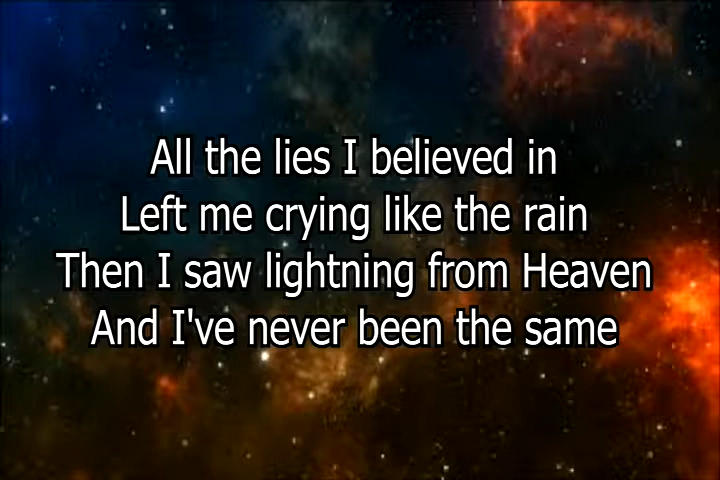 All the lies I believed in
Left me crying like the rain
Then I saw lightning from Heaven
And I've never been the same